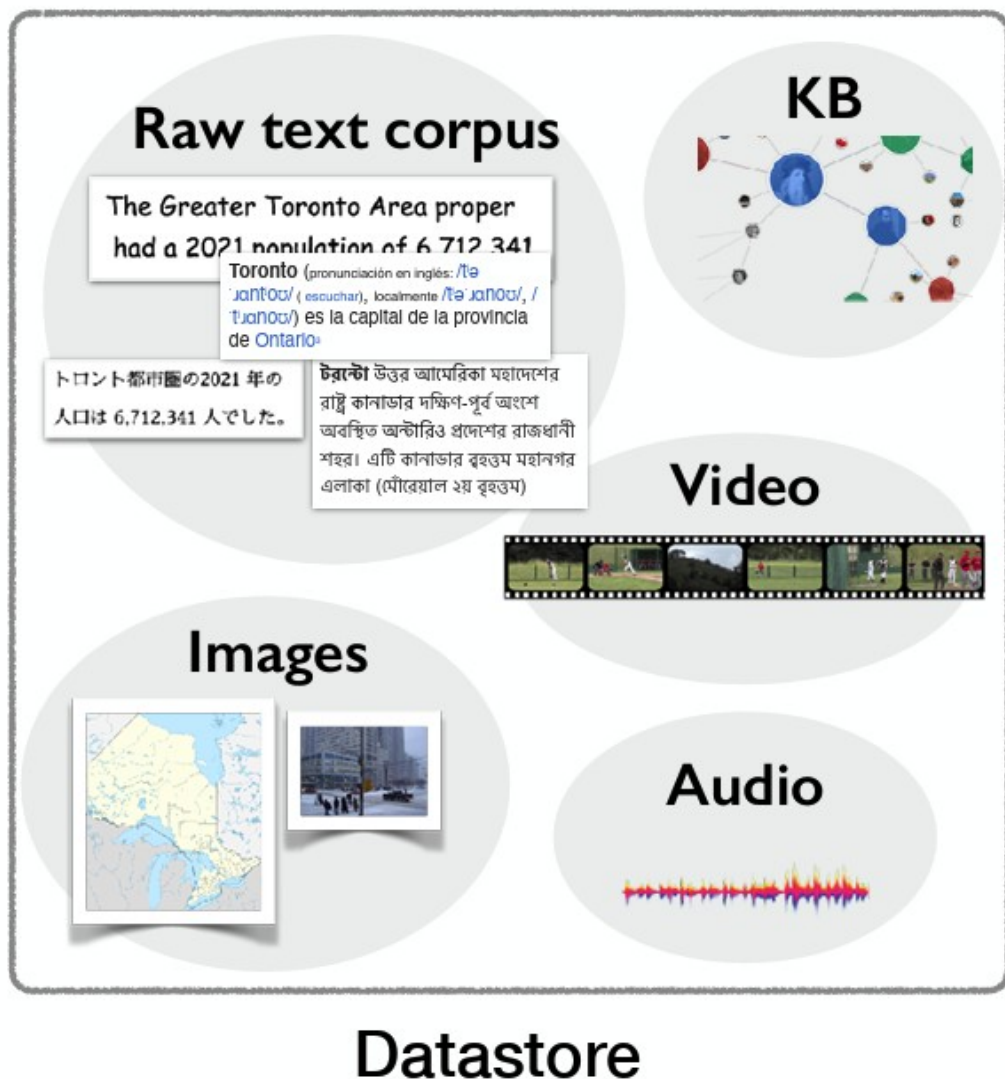 Raw text corpus
The Greater Toronto Area proper
had a 2021 population of 6,712,341
Toronto (pronunciación en inglés: /tʰə
ˈɹɑntʰoʊ/ ( escuchar), localmente /tʰəˈɹɑnoʊ/, /
ˈtʰɹɑnoʊ/) es la capital de la provincia
de Ontario
トロント都市圏の2021 年の
人口は 6,712,341 人でした。
টরন্টো উত্তর আমেরিকা মহাদেশের
রাষ্ট্র কানাডার দক্ষিণ-পূর্ব অংশে
অবস্থিত অন্টারিও প্রদেশের রাজধানী
শহর। এটি কানাডার বৃহত্তম মহানগর
এলাকা (মৌরেয়াল ২য় বৃহত্তম)
KB
Video
Images
Audio
Datastore